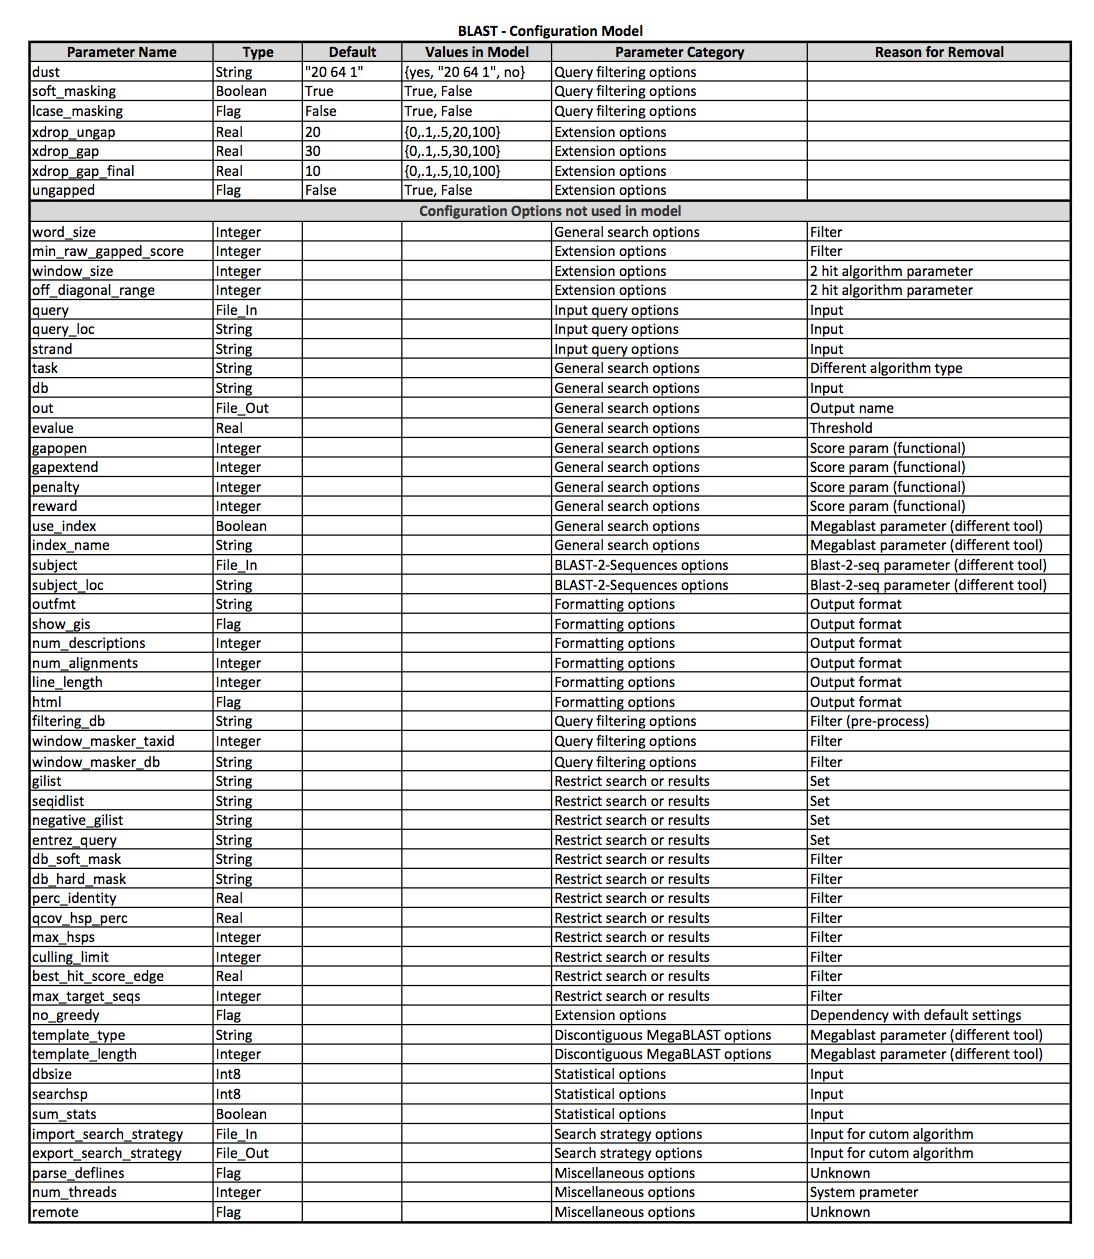 BLAST - Configuration Model
Parameter Name Type Default Values in Model Parameter Category Reason for Removal
dust String "20 64 1" {yes, "20 64 1", no} Query filtering options
soft_masking Boolean True True, False Query filtering options
lcase_masking Flag False True, False Query filtering options
xdrop_ungap Real 20 {0,.1,.5,20,100} Extension options
xdrop_gap Real 30 {0,.1,.5,30,100} Extension options
xdrop_gap_final Real 10 {0,.1,.5,10,100} Extension options
ungapped Flag False True, False Extension options
Configuration Options not used in model
word_size Integer General search options Filter
min_raw_gapped_score Integer Extension options Filter
window_size Integer Extension options 2 hit algorithm parameter
off_diagonal_range Integer Extension options 2 hit algorithm parameter
query File_In Input query options Input
query_loc String Input query options Input
strand String Input query options Input
task String General search options Different algorithm type
db String General search options Input
out File_Out General search options Output name
evalue Real General search options Threshold
gapopen Integer General search options Score param (functional)
gapextend Integer General search options Score param (functional)
penalty Integer General search options Score param (functional)
reward Integer General search options Score param (functional)
use_index Boolean General search options Megablast parameter (different tool)
index_name String General search options Megablast parameter (different tool)
subject File_In BLAST-2-Sequences options Blast-2-seq parameter (different tool)
subject_loc String BLAST-2-Sequences options Blast-2-seq parameter (different tool)
outfmt String Formatting options Output format
show_gis Flag Formatting options Output format
num_descriptions Integer Formatting options Output format
num_alignments Integer Formatting options Output format
line_length Integer Formatting options Output format
html Flag Formatting options Output format
filtering_db String Query filtering options Filter (pre-process)
window_masker_taxid Integer Query filtering options Filter
window_masker_db String Query filtering options Filter
gilist String Restrict search or results Set
seqidlist String Restrict search or results Set
negative_gilist String Restrict search or results Set
entrez_query String Restrict search or results Set
db_soft_mask String Restrict search or results Filter
db_hard_mask String Restrict search or results Filter
perc_identity Real Restrict search or results Filter
qcov_hsp_perc Real Restrict search or results Filter
max_hsps Integer Restrict search or results Filter
culling_limit Integer Restrict search or results Filter
best_hit_score_edge Real Restrict search or results Filter
max_target_seqs Integer Restrict search or results Filter
no_greedy Flag Extension options Dependency with default settings
template_type String Discontiguous MegaBLAST options Megablast parameter (different tool)
template_length Integer Discontiguous MegaBLAST options Megablast parameter (different tool)
dbsize Int8 Statistical options Input
searchsp Int8 Statistical options Input
sum_stats Boolean Statistical options Input
import_search_strategy File_In Search strategy options Input for cutom algorithm
export_search_strategy File_Out Search strategy options Input for cutom algorithm
parse_deflines Flag Miscellaneous options Unknown
num_threads Integer Miscellaneous options System prameter
remote Flag Miscellaneous options Unknown